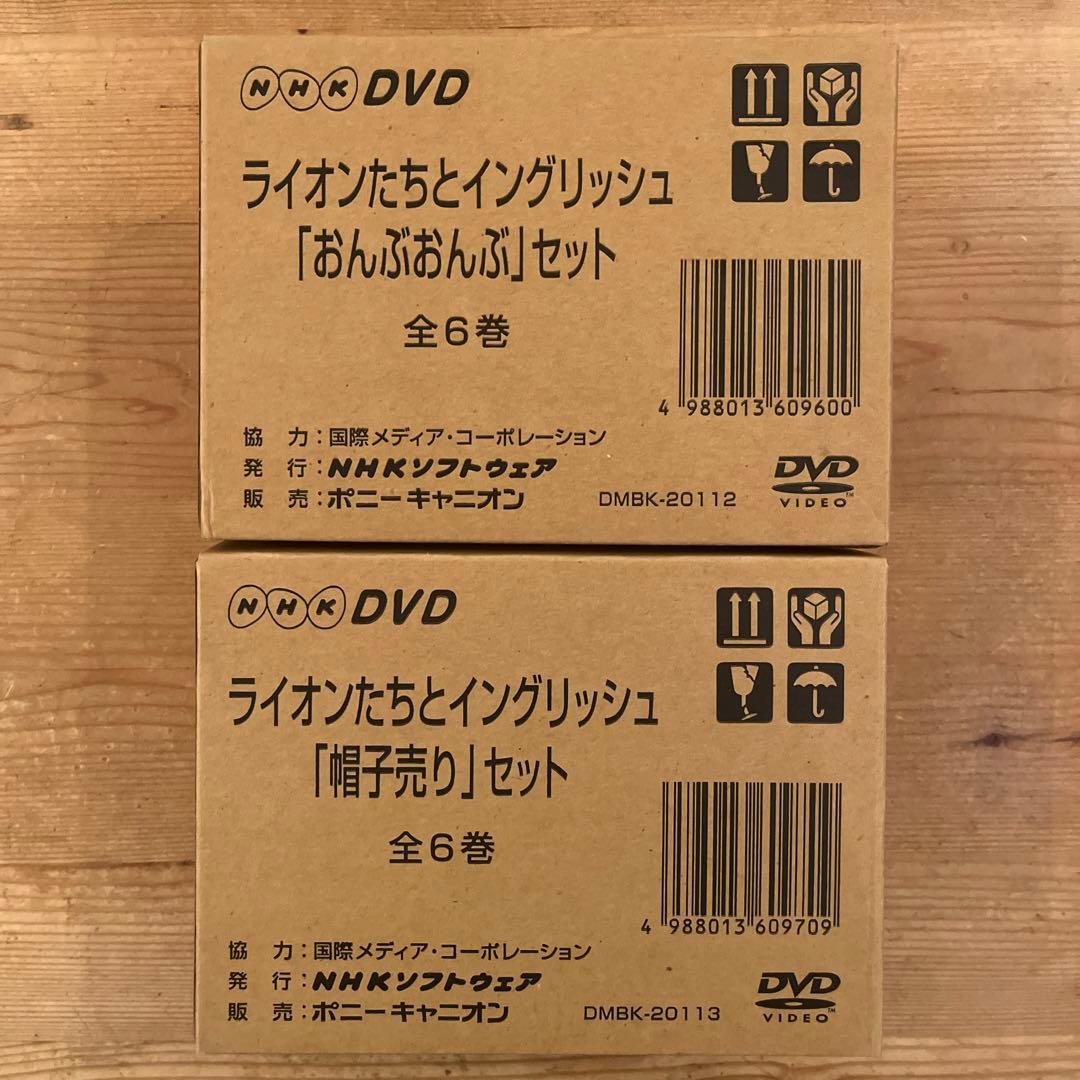 NHK DVD
ライオンたちとイングリッシュ
「おんぶおんぶ」セット
全6巻
4 988013 609600
協 力:国際メディア・コーポレーション
発 行:NHKソフトウェア
販 売:ポニーキャニオン
DMBK-20112
DVD
VIDEO™
NHK DVD
ライオンたちとイングリッシュ
「帽子売り」セット
全6巻
4 988013 609709
協 力:国際メディア・コーポレーション
発 行:NHKソフトウェア
販 売:ポニーキャニオン
DMBK-20113
DVD
VIDEO™